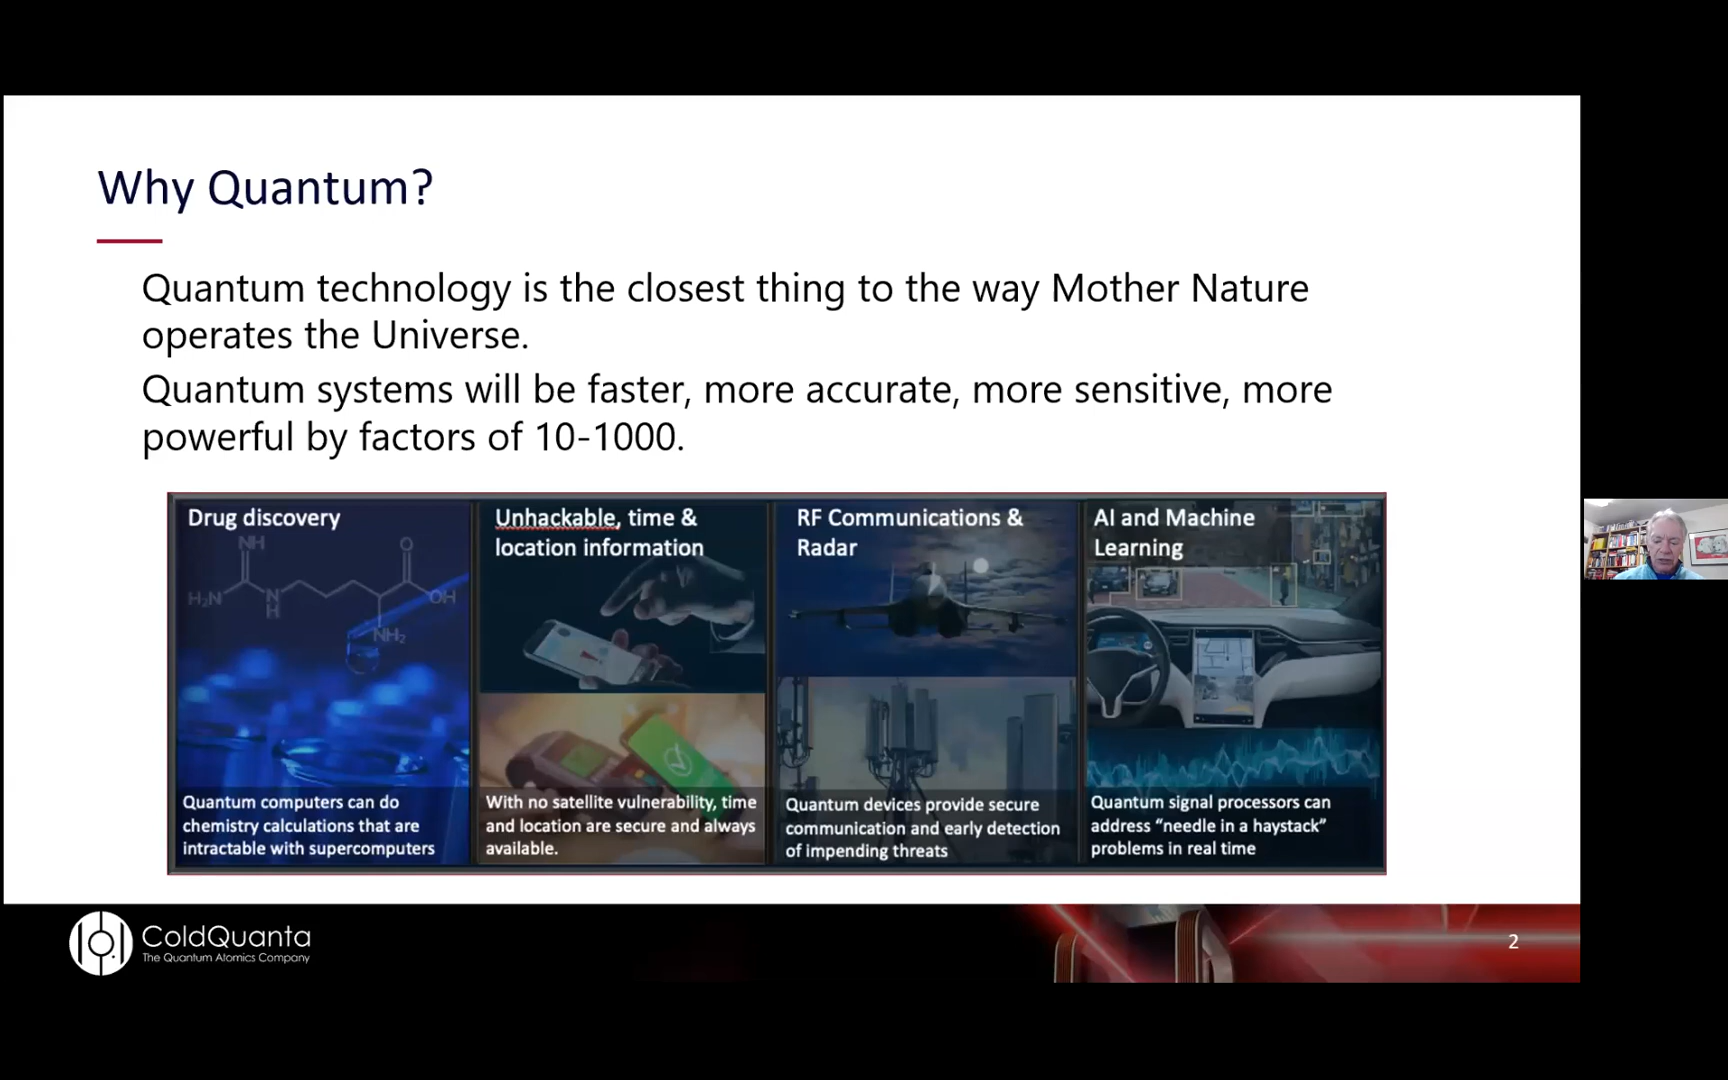 Why Quantum?
Quantum technology is the closest thing to the way Mother Nature
operates the Universe.
Quantum systems will be faster, more accurate, more sensitive, more
powerful by factors of 10-1000.
Drug discovery
NH
O
H₂N
N
H
OH
NH₂
Quantum computers can do
chemistry calculations that are
intractable with supercomputers
Unhackable, time &
location information
With no satellite vulnerability, time
and location are secure and always
available.
RF Communications &
Radar
Quantum devices provide secure
communication and early detection
of impending threats
AI and Machine
Learning
Quantum signal processors can
address “needle in a haystack”
problems in real time
ColdQuanta
The Quantum Atomics Company
2